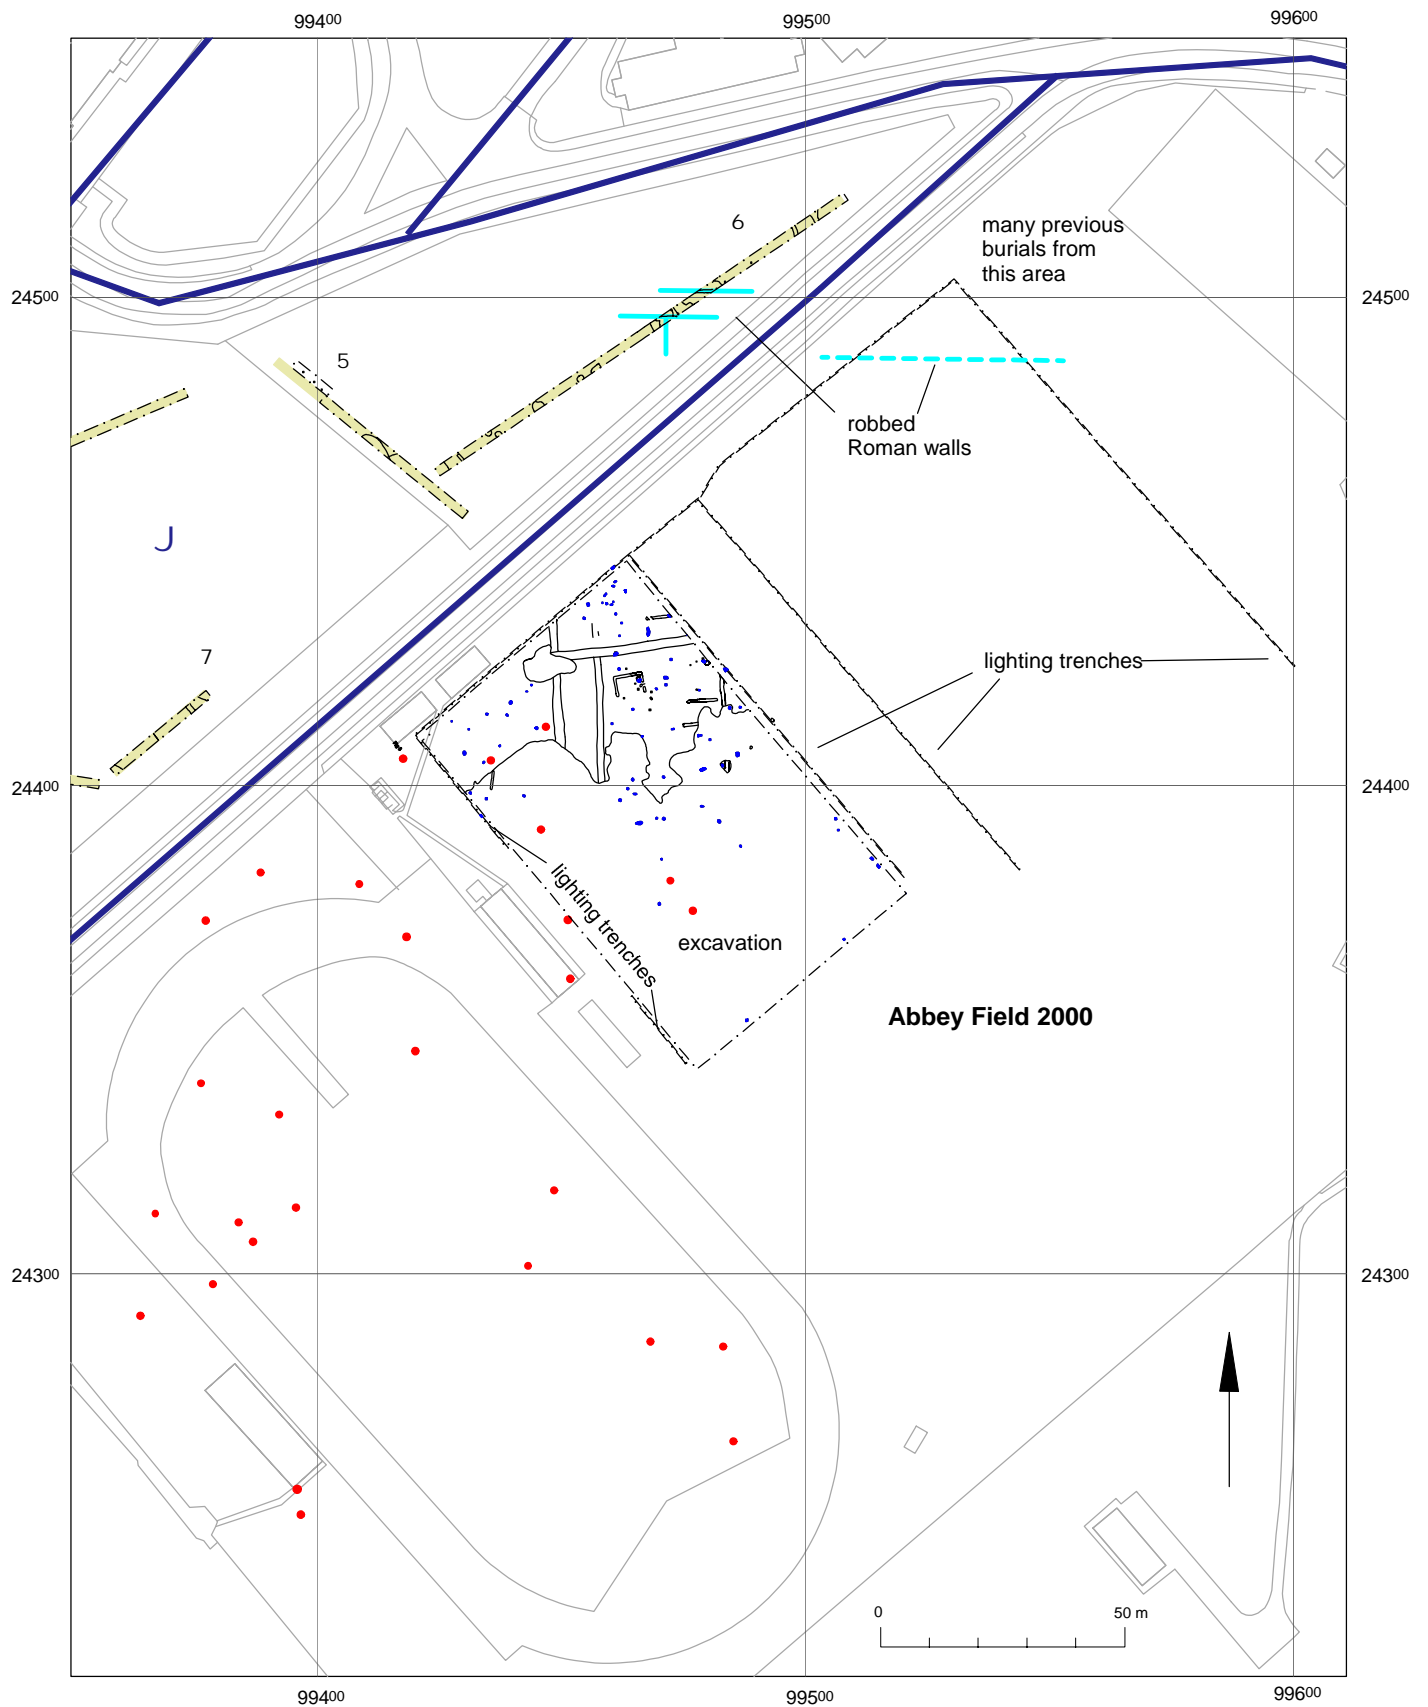 99400 99500 99600
6
many previous
burials from
this area
24500 24500
5
robbed
Roman walls
J
7
lighting trenches
24400 24400
lighting trenches
excavation
Abbey Field 2000
24300 24300
0 50 m
99400 99500 99600